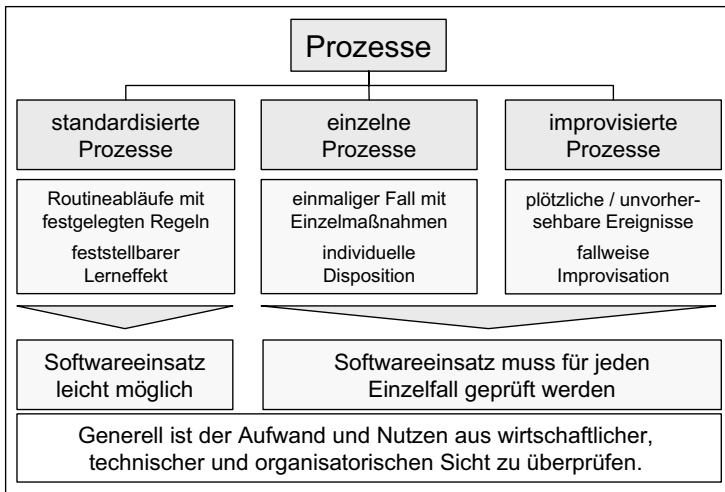 Prozesse
standardisierte
Prozesse
einzelne
Prozesse
improvisierte
Prozesse
Routineabläufe mit
festgelegten Regeln
feststellbarer
Lerneffekt
einmaliger Fall mit
Einzelmaßnahmen
individuelle
Disposition
plötzliche / unvorher-
sehbare Ereignisse
fallweise
Improvisation
Softwareeinsatz
leicht möglich
Softwareeinsatz muss für jeden
Einzelfall geprüft werden
Generell ist der Aufwand und Nutzen aus wirtschaftlicher,
technischer und organisatorischen Sicht zu überprüfen.